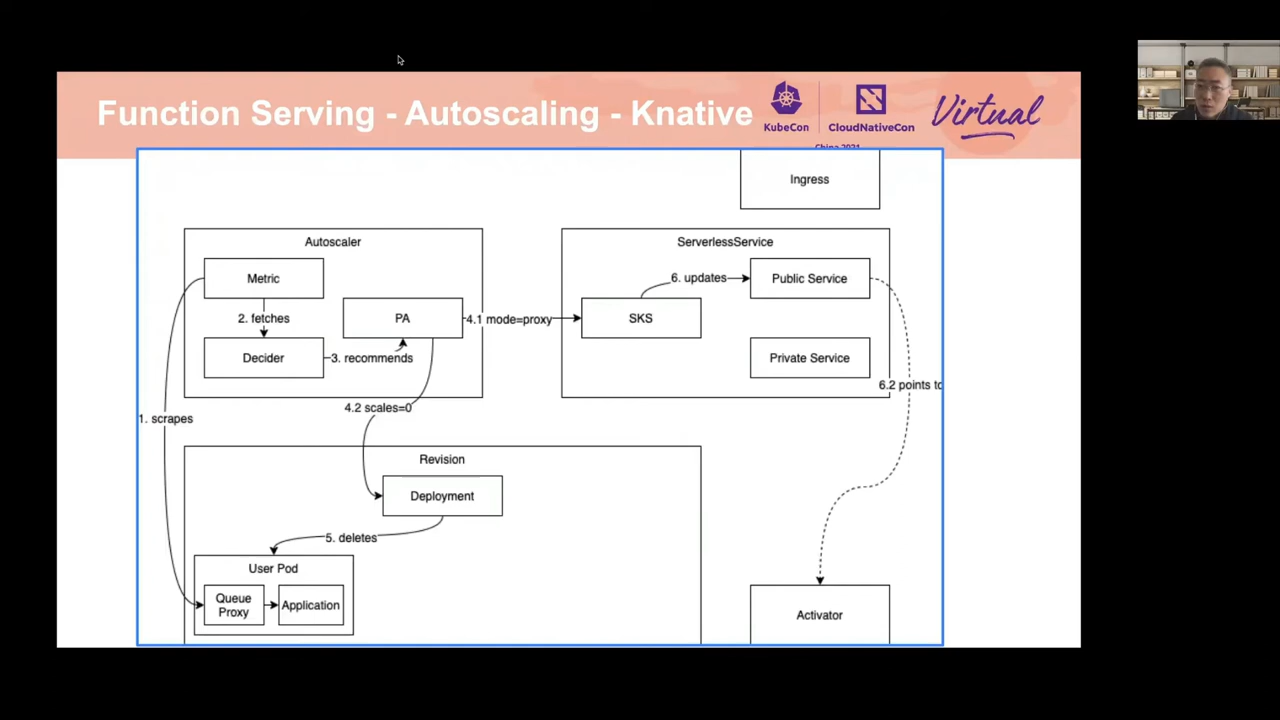 Function Serving - Autoscaling - Knative
KubeCon
CloudNativeCon
Virtual
China 2021
Ingress
Autoscaler
Metric
2. fetches
PA
Decider
3. recommends
4.1 mode=proxy
ServerlessService
6. updates
Public Service
SKS
Private Service
6.2 points to
1. scrapes
4.2 scales=0
Revision
Deployment
5. deletes
User Pod
Queue
Proxy
Application
Activator